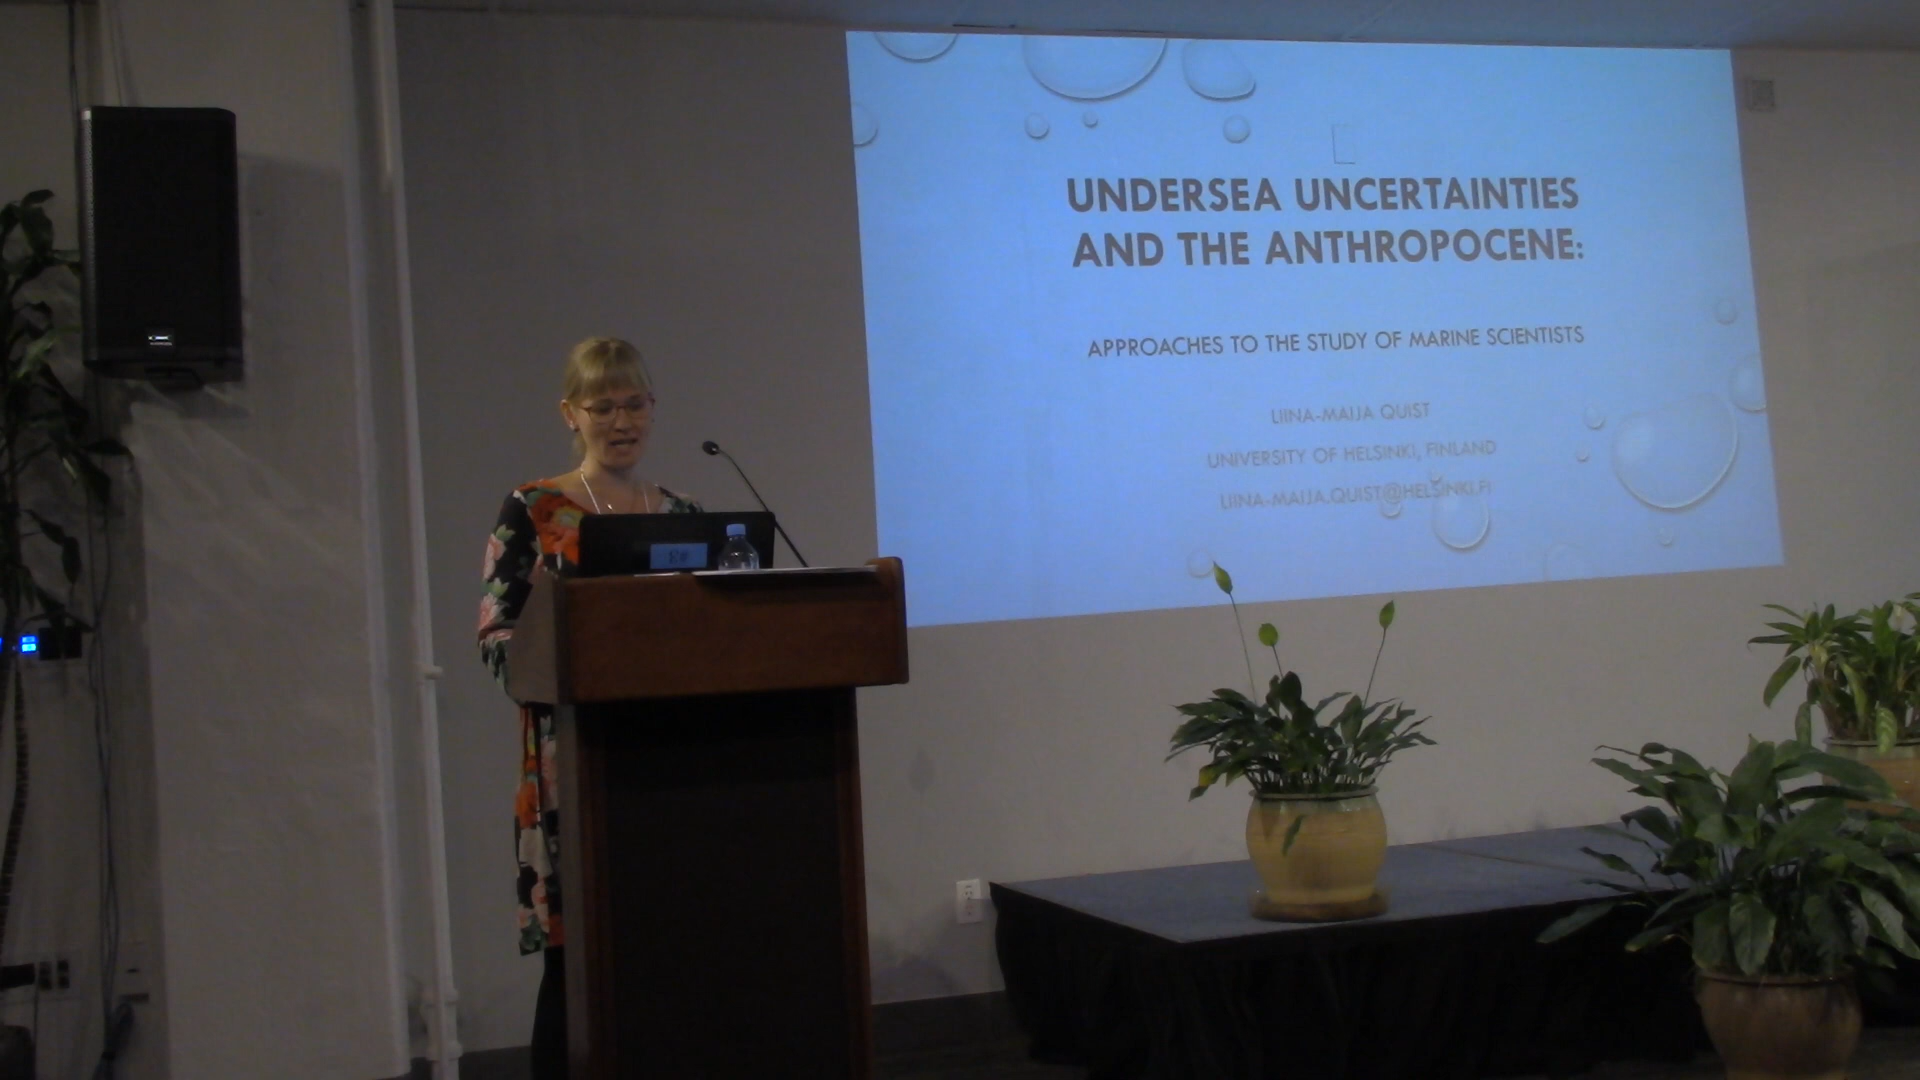 UNDERSEA UNCERTAINTIES
AND THE ANTHROPOCENE:
APPROACHES TO THE STUDY OF MARINE SCIENTISTS
LIINA-MAIJA QUIST
UNIVERSITY OF HELSINKI, FINLAND
LIINA-MAIJA.QUIST@HELSINKI.FI